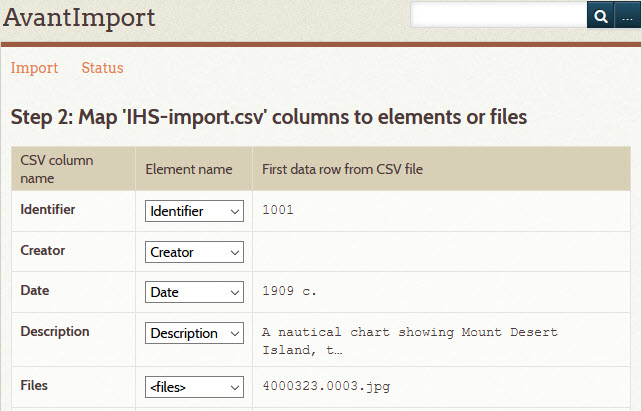 AvantImport
...
Import Status
Step 2: Map 'IHS-import.csv' columns to elements or files
CSV column name Element name First data row from CSV file
Identifier Identifier 1001
Creator Creator
Date Date 1909 c.
Description Description A nautical chart showing Mount Desert
Island, t…
Files <files> 4000323.0003.jpg